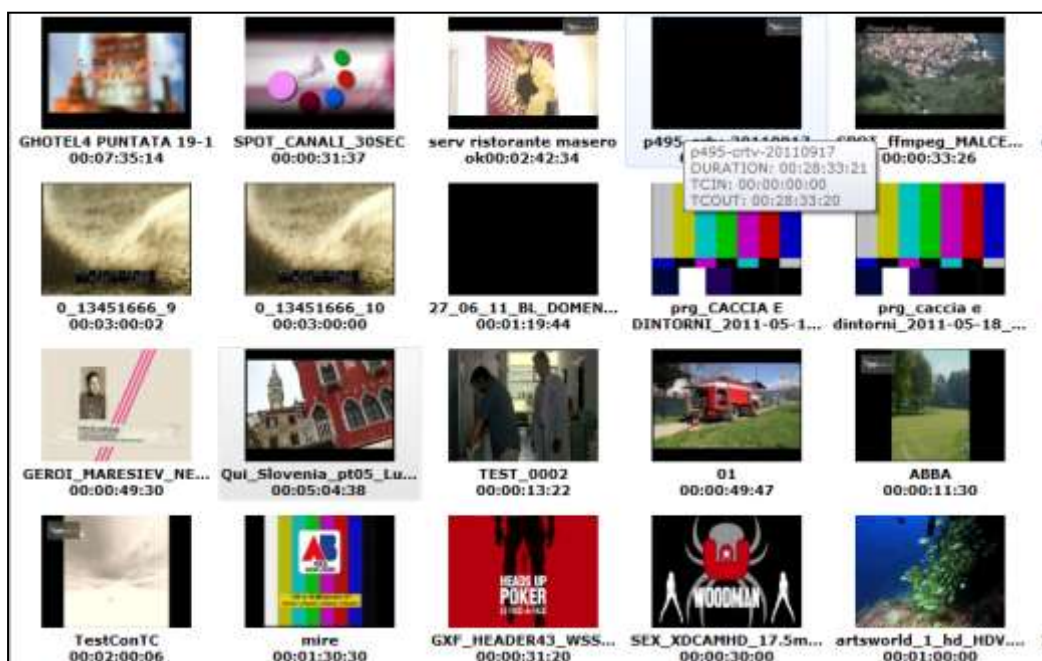 GHOTEL4 PUNTATA 19-1
00:07:35:14
SPOT_CANALI_30SEC
00:00:31:37
serv ristorante masero
ok00:02:42:34
p495-crtv-20110917
SPOT_ffmpeg_MALCE...
00:00:33:26
p495-crtv-20110917
DURATION: 00:28:33:21
TCIN: 00:00:00:00
TCOUT: 00:28:33:20
0_13451666_9
00:03:00:02
0_13451666_10
00:03:00:00
27_06_11_BL_DOMEN...
00:01:19:44
prg_CACCIA E
DINTORNI_2011-05-1...
prg_caccia e
dintorni_2011-05-18_...
GEROI_MARESIEV_NE...
00:00:49:30
Qui_Slovenia_pt05_Lu...
00:05:04:38
TEST_0002
00:00:13:22
01
00:00:49:47
ABBA
00:00:11:30
TestConTC
00:02:00:06
mire
00:01:30:30
HEADS UP
POKER
GXF_HEADER43_WSS...
00:00:31:20
WOODMAN
SEX_XDCAMHD_17.5m...
00:00:30:00
artsworld_1_hd_HDV....
00:01:00:00